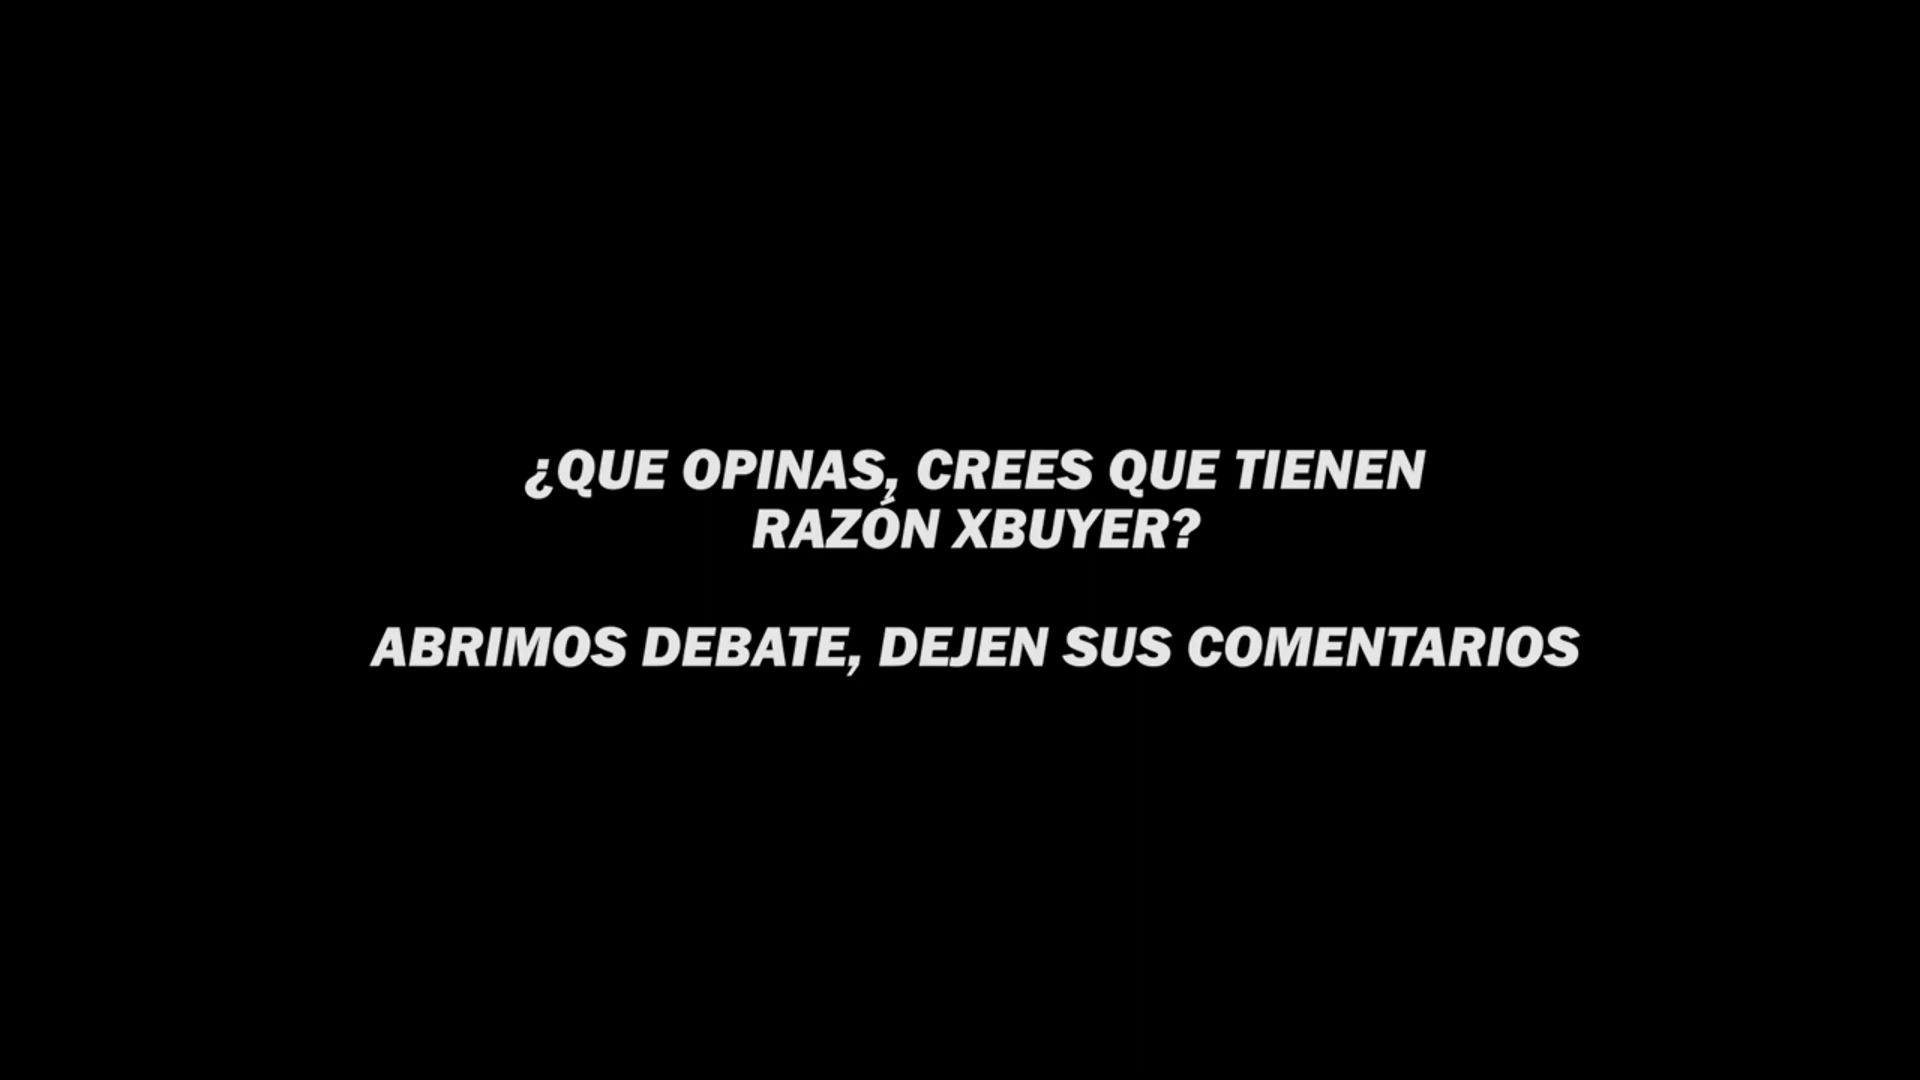 ¿QUE OPINAS, CREES QUE TIENEN
RAZÓN XBUYER?
ABRIMOS DEBATE, DEJEN SUS COMENTARIOS